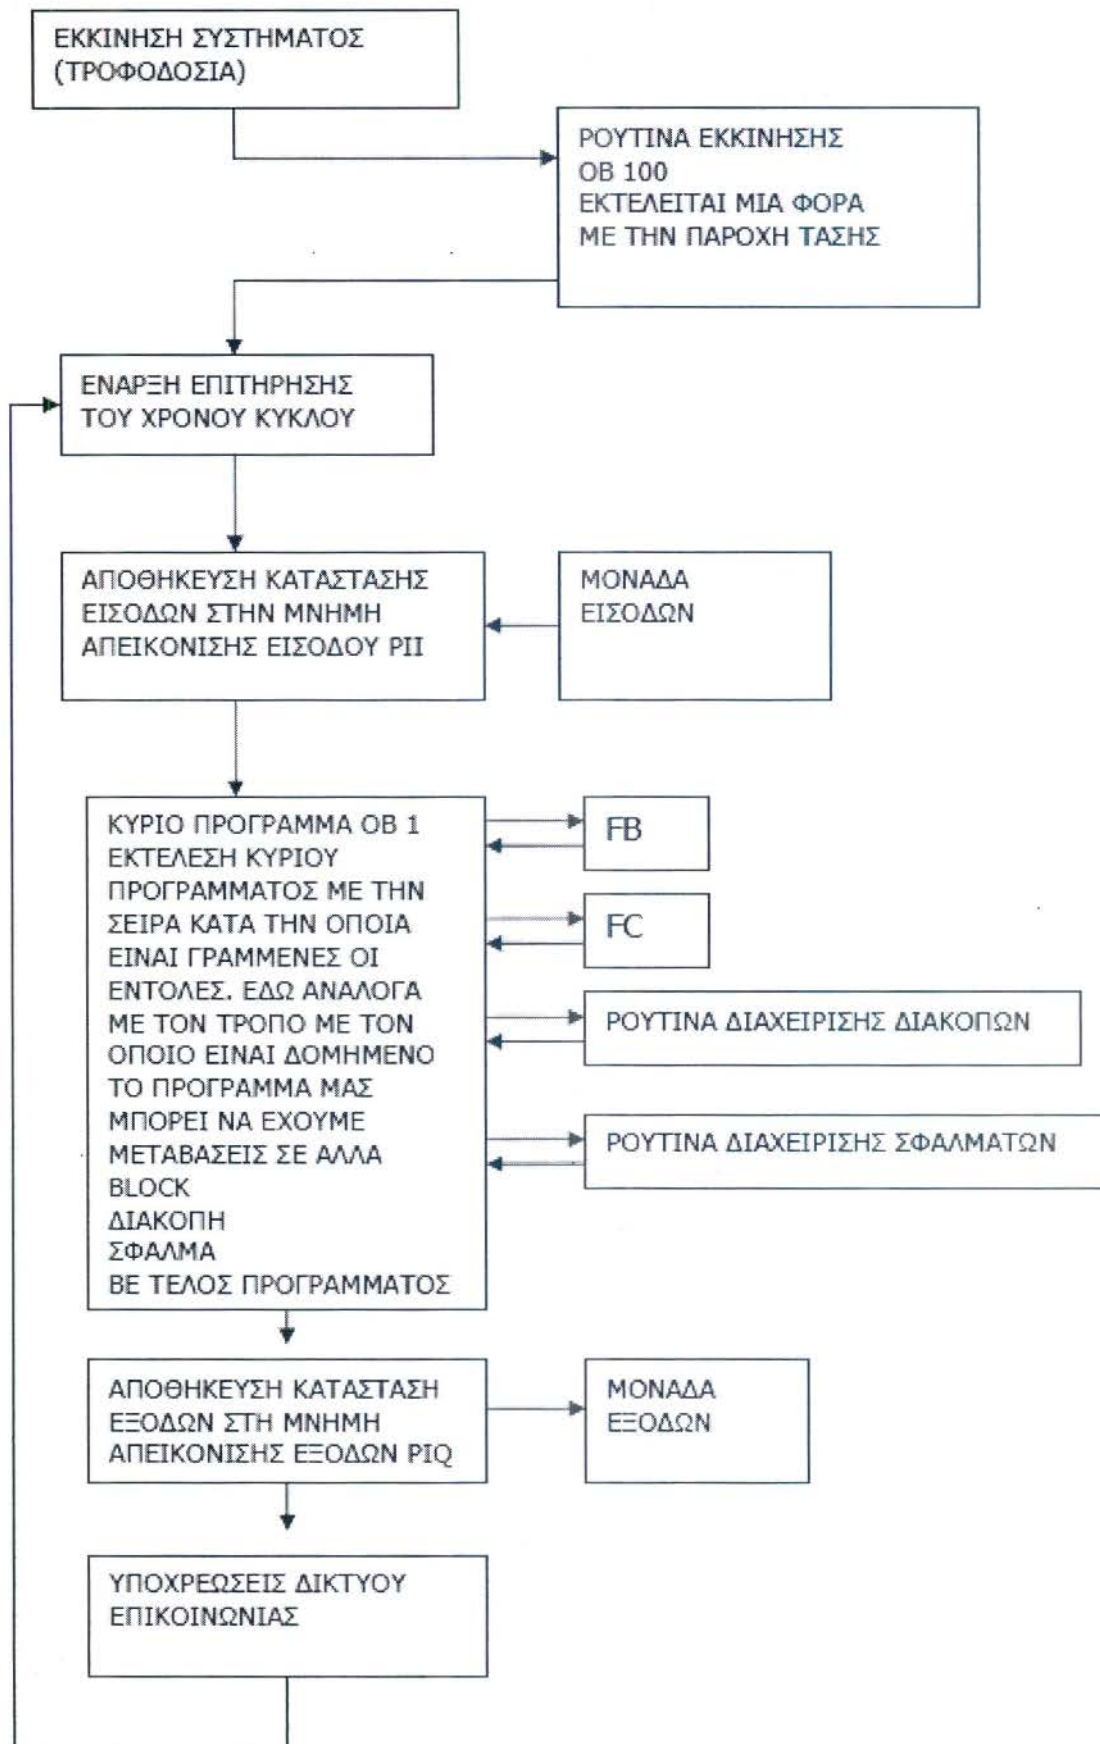 ΕΚΚΙΝΗΣΗ ΣΥΣΤΗΜΑΤΟΣ
(ΤΡΟΦΟΔΟΣΙΑ)
ΡΟΥΤΙΝΑ ΕΚΚΙΝΗΣΗΣ
OB 100
ΕΚΤΕΛΕΙΤΑΙ ΜΙΑ ΦΟΡΑ
ΜΕ ΤΗΝ ΠΑΡΟΧΗ ΤΑΣΗΣ
ΕΝΑΡΞΗ ΕΠΙΤΗΡΗΣΗΣ
ΤΟΥ ΧΡΟΝΟΥ ΚΥΚΛΟΥ
ΑΠΟΘΗΚΕΥΣΗ ΚΑΤΑΣΤΑΣΗΣ
ΕΙΣΟΔΩΝ ΣΤΗΝ ΜΝΗΜΗ
ΑΠΕΙΚΟΝΙΣΗΣ ΕΙΣΟΔΟΥ PII
ΜΟΝΑΔΑ
ΕΙΣΟΔΩΝ
ΚΥΡΙΟ ΠΡΟΓΡΑΜΜΑ OB 1
ΕΚΤΕΛΕΣΗ ΚΥΡΙΟΥ
ΠΡΟΓΡΑΜΜΑΤΟΣ ΜΕ ΤΗΝ
ΣΕΙΡΑ ΚΑΤΑ ΤΗΝ ΟΠΟΙΑ
ΕΙΝΑΙ ΓΡΑΜΜΕΝΕΣ ΟΙ
ΕΝΤΟΛΕΣ. ΕΔΩ ΑΝΑΛΟΓΑ
ΜΕ ΤΟΝ ΤΡΟΠΟ ΜΕ ΤΟΝ
ΟΠΟΙΟ ΕΙΝΑΙ ΔΟΜΗΜΕΝΟ
ΤΟ ΠΡΟΓΡΑΜΜΑ ΜΑΣ
ΜΠΟΡΕΙ ΝΑ ΕΧΟΥΜΕ
ΜΕΤΑΒΑΣΕΙΣ ΣΕ ΑΛΛΑ
BLOCK
ΔΙΑΚΟΠΗ
ΣΦΑΛΜΑ
BE ΤΕΛΟΣ ΠΡΟΓΡΑΜΜΑΤΟΣ
FB
FC
ΡΟΥΤΙΝΑ ΔΙΑΧΕΙΡΙΣΗΣ ΔΙΑΚΟΠΩΝ
ΡΟΥΤΙΝΑ ΔΙΑΧΕΙΡΙΣΗΣ ΣΦΑΛΜΑΤΩΝ
ΑΠΟΘΗΚΕΥΣΗ ΚΑΤΑΣΤΑΣΗ
ΕΞΟΔΩΝ ΣΤΗ ΜΝΗΜΗ
ΑΠΕΙΚΟΝΙΣΗΣ ΕΞΟΔΩΝ PIQ
ΜΟΝΑΔΑ
ΕΞΟΔΩΝ
ΥΠΟΧΡΕΩΣΕΙΣ ΔΙΚΤΥΟΥ
ΕΠΙΚΟΙΝΩΝΙΑΣ